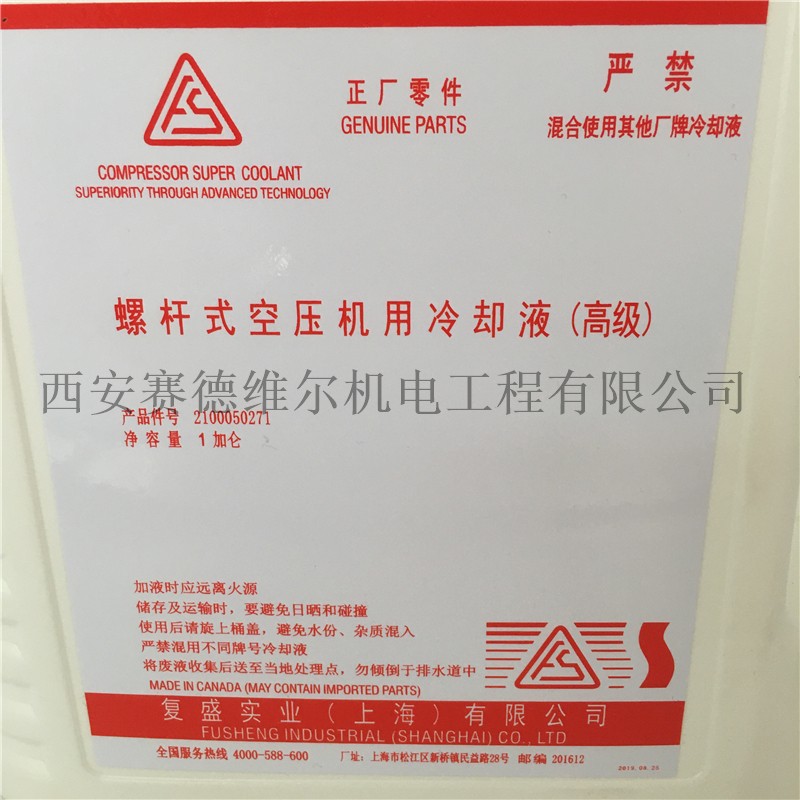 FS
正厂零件
GENUINE PARTS
严禁
混合使用其他厂牌冷却液
COMPRESSOR SUPER COOLANT
SUPERIORITY THROUGH ADVANCED TECHNOLOGY
螺杆式空压机用冷却液(高级)
西安赛德维尔机电工程有限公司
产品件号 2100050271
净容量 1加仑
加液时应远离火源
储存及运输时，要避免日晒和碰撞
使用后请旋上桶盖，避免水份、杂质混入
严禁混用不同牌号冷却液
将废液收集后送至当地处理点，勿倾倒于排水道中
MADE IN CANADA (MAY CONTAIN IMPORTED PARTS)
FS S
复盛实业(上海)有限公司
FUSHENG INDUSTRIAL (SHANGHAI) CO., LTD
全国服务热线 4000-588-600 厂址：上海市松江区新桥镇民益路28号 邮编 201612
2019.04.25